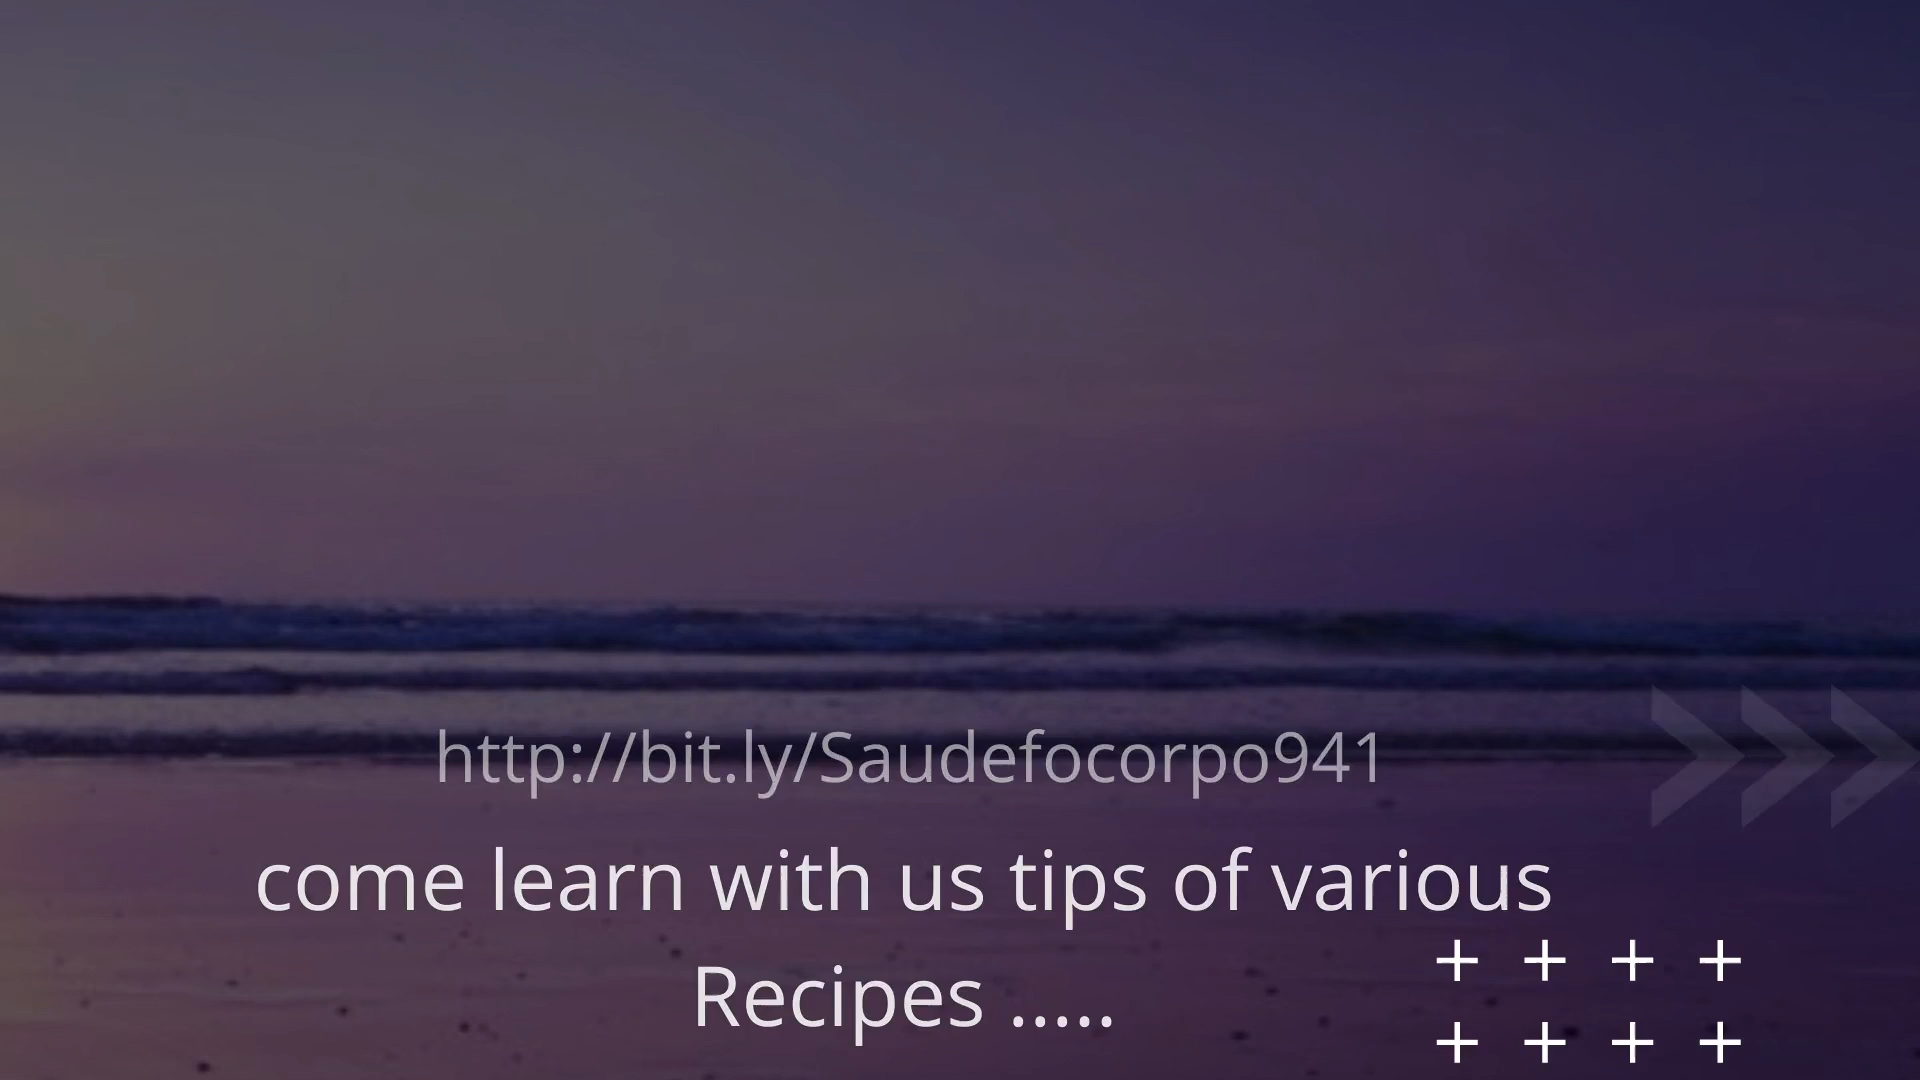 http://bit.ly/Saudefocorpo941
come learn with us tips of various
Recipes .....